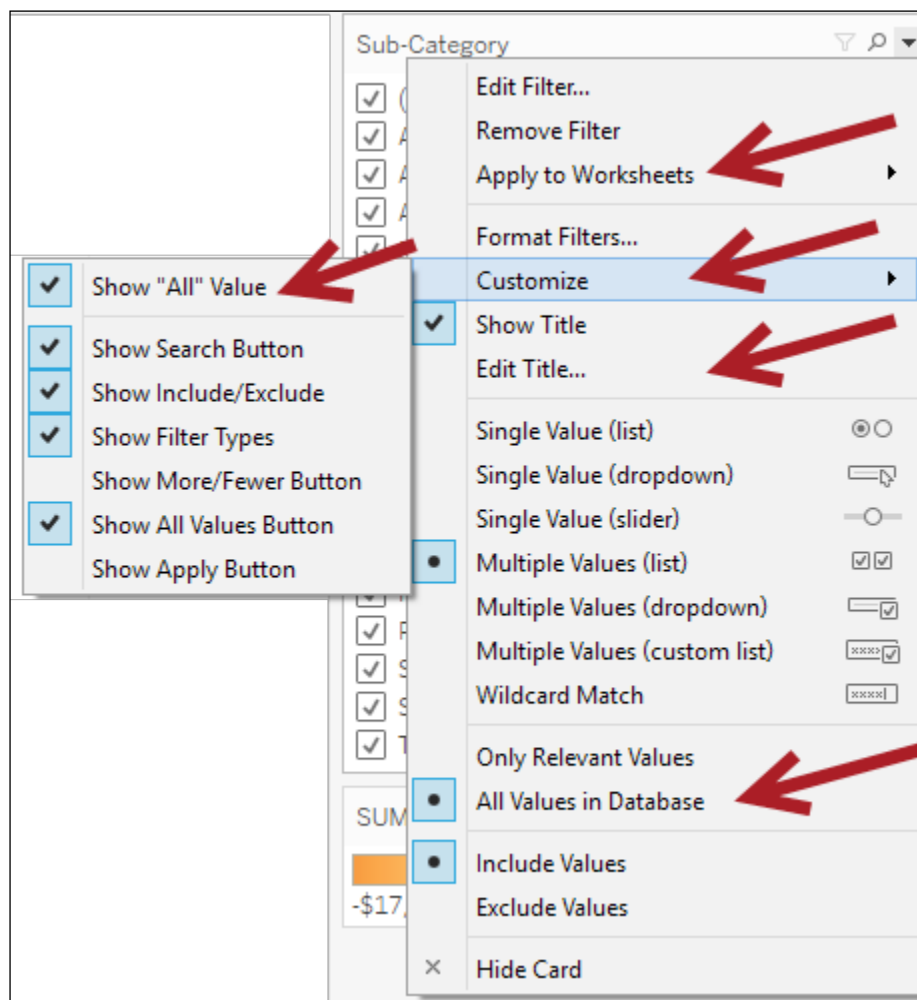 Sub-Category
Edit Filter...
Remove Filter
Apply to Worksheets
Format Filters...
Customize
Show Title
Edit Title...
Single Value (list)
Single Value (dropdown)
Single Value (slider)
Multiple Values (list)
Multiple Values (dropdown)
Multiple Values (custom list)
Wildcard Match
Only Relevant Values
All Values in Database
Include Values
Exclude Values
Hide Card
Show "All" Value
Show Search Button
Show Include/Exclude
Show Filter Types
Show More/Fewer Button
Show All Values Button
Show Apply Button
SUM
-$17,